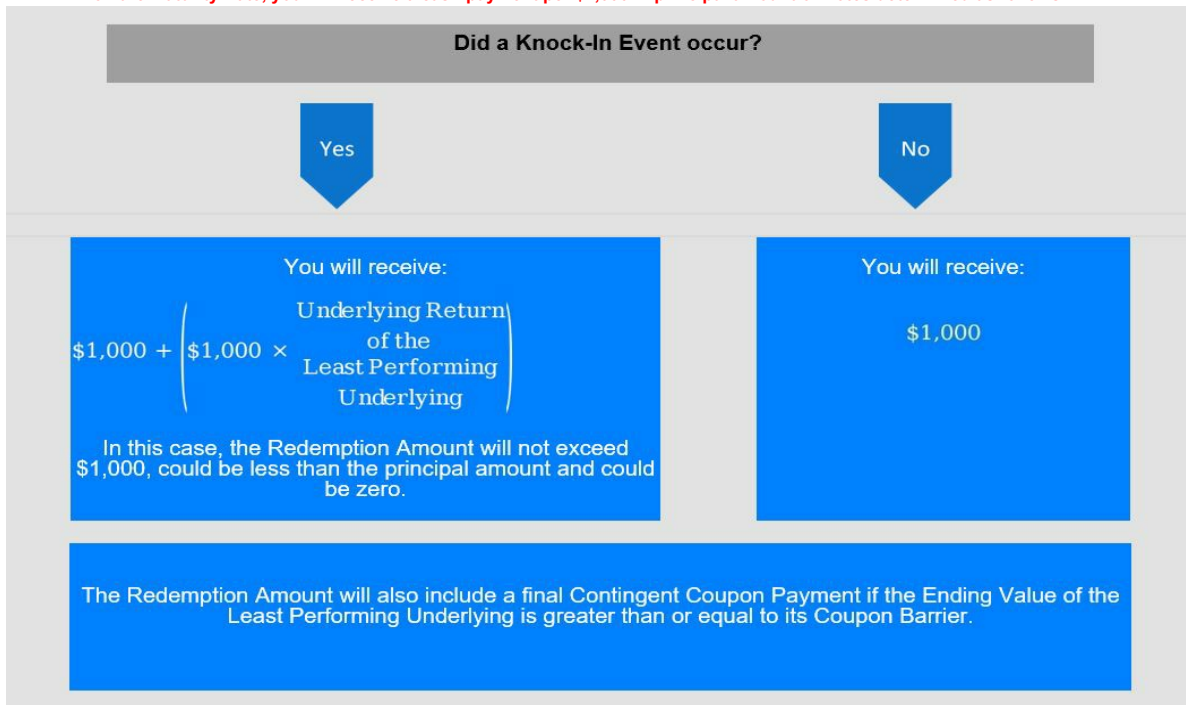 Did a Knock-In Event occur?
Yes
No
You will receive:
$1,000 + ($1,000 × Underlying Return
of the
Least Performing
Underlying)
In this case, the Redemption Amount will not exceed
$1,000, could be less than the principal amount and could
be zero.
You will receive:
$1,000
The Redemption Amount will also include a final Contingent Coupon Payment if the Ending Value of the
Least Performing Underlying is greater than or equal to its Coupon Barrier.